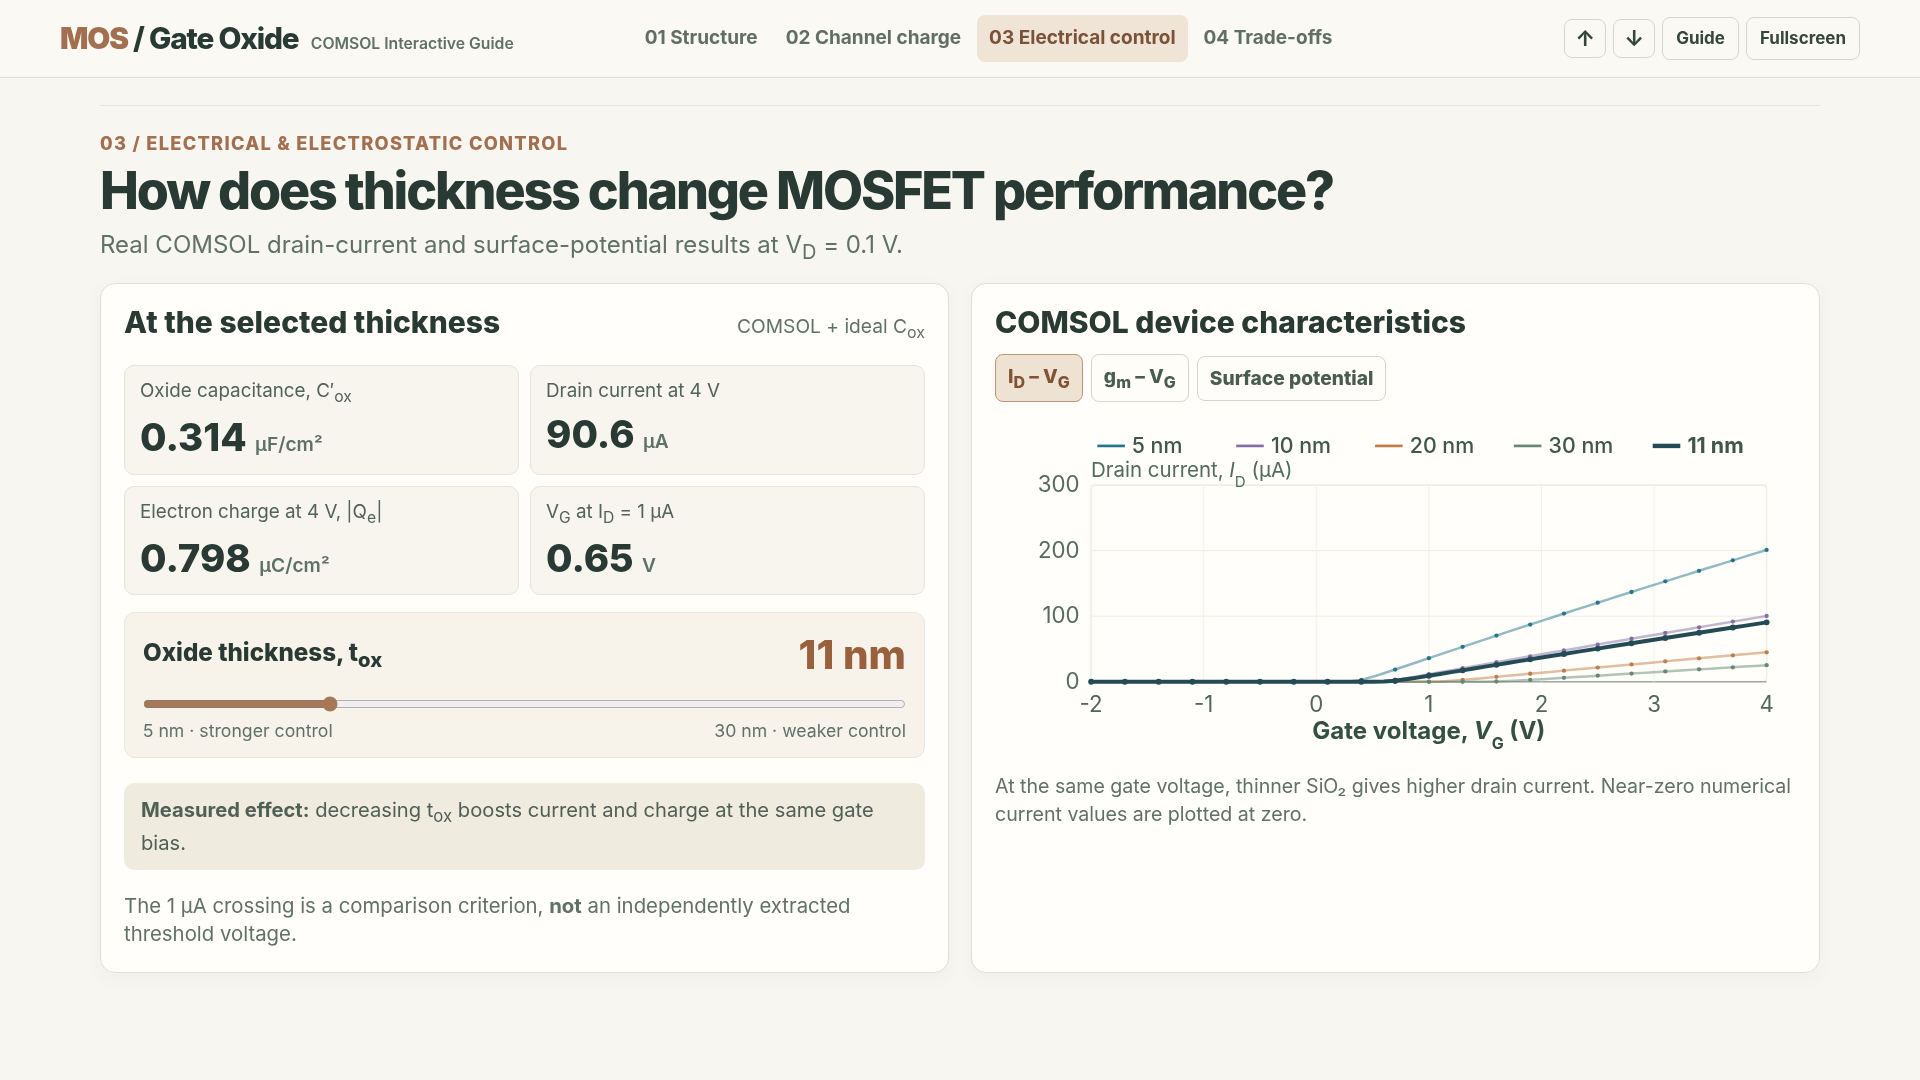 MOS / Gate Oxide COMSOL Interactive Guide
01 Structure
02 Channel charge
03 Electrical control
04 Trade-offs
↑
↓
Guide
Fullscreen
03 / ELECTRICAL & ELECTROSTATIC CONTROL
How does thickness change MOSFET performance?
Real COMSOL drain-current and surface-potential results at VD = 0.1 V.
At the selected thickness
COMSOL + ideal Cox
Oxide capacitance, C′ox
0.314 µF/cm²
Drain current at 4 V
90.6 µA
Electron charge at 4 V, |Qe|
0.798 µC/cm²
VG at ID = 1 µA
0.65 V
Oxide thickness, tox
11 nm
5 nm · stronger control
30 nm · weaker control
Measured effect: decreasing tox boosts current and charge at the same gate
bias.
The 1 µA crossing is a comparison criterion, not an independently extracted
threshold voltage.
COMSOL device characteristics
ID – VG
gm – VG
Surface potential
5 nm
10 nm
20 nm
30 nm
11 nm
Drain current, ID (µA)
300
200
100
0
-2
-1
0
1
2
3
4
Gate voltage, VG (V)
At the same gate voltage, thinner SiO₂ gives higher drain current. Near-zero numerical
current values are plotted at zero.